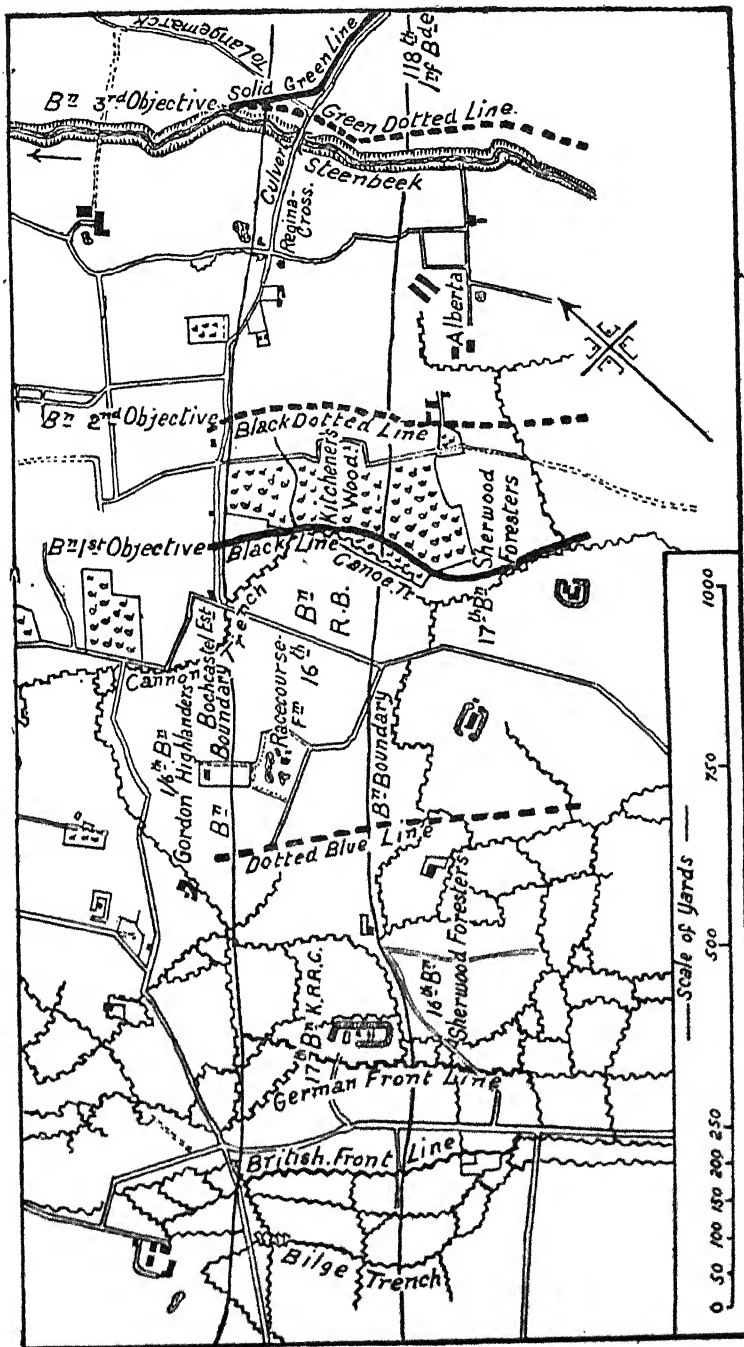 To Langemarck
Solid Green Line
118th
Inf Bde
Bn 3rd Objective
Green Dotted Line.
Culvert
Steenbeek
Regina-
Cross.
Alberta
Bn 2nd Objective
Black Dotted Line
Kitcheners
Wood.
Sherwood
Foresters
17th Bn
Bn 1st Objective
Black Line
Canoe Tr.
Bn
R.B.
16th
Cannon Trench
Bochcastel Est
Boundary
Bn
Racecourse-
Fm
1/6th Bn
Gordon Highlanders
Bn Boundary
Dotted Blue Line
16th Bn
Sherwood Foresters
17th Bn K.R.R.C.
German Front Line
British Front Line
Bilge Trench
Scale of Yards
0 50 100 150 200 250 500 750 1000